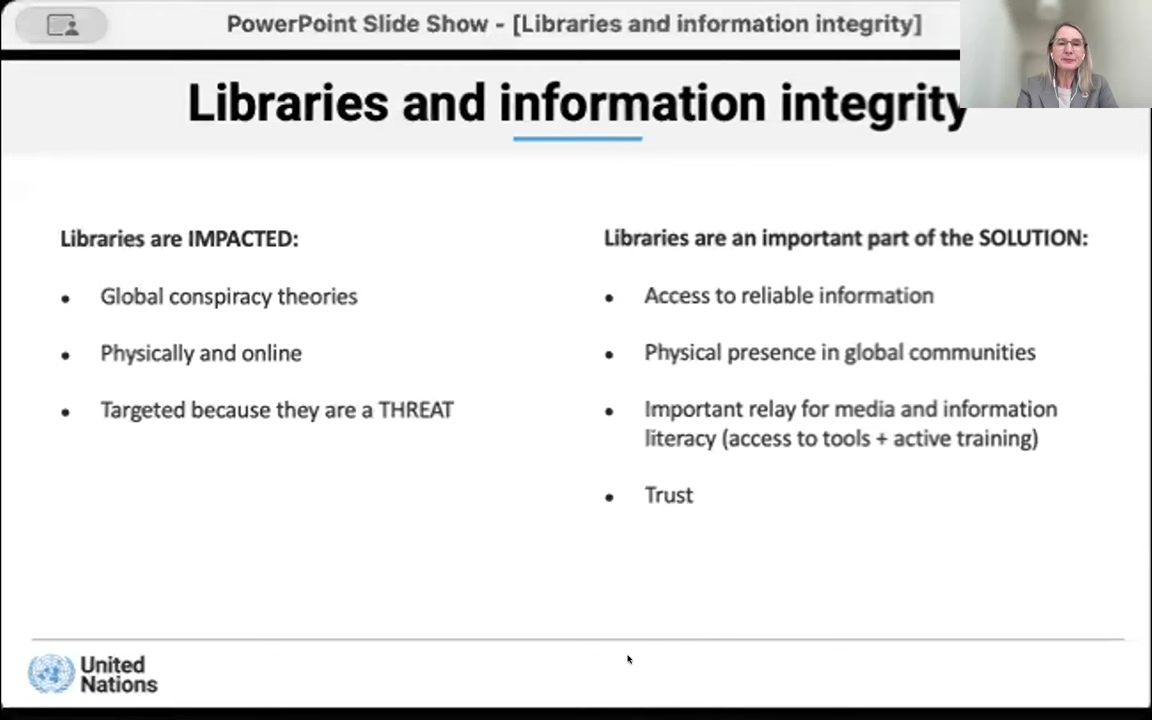 PowerPoint Slide Show - [Libraries and information integrity]
Libraries and information integrity
Libraries are IMPACTED:
• Global conspiracy theories
• Physically and online
• Targeted because they are a THREAT
Libraries are an important part of the SOLUTION:
• Access to reliable information
• Physical presence in global communities
• Important relay for media and information
literacy (access to tools + active training)
• Trust
United
Nations